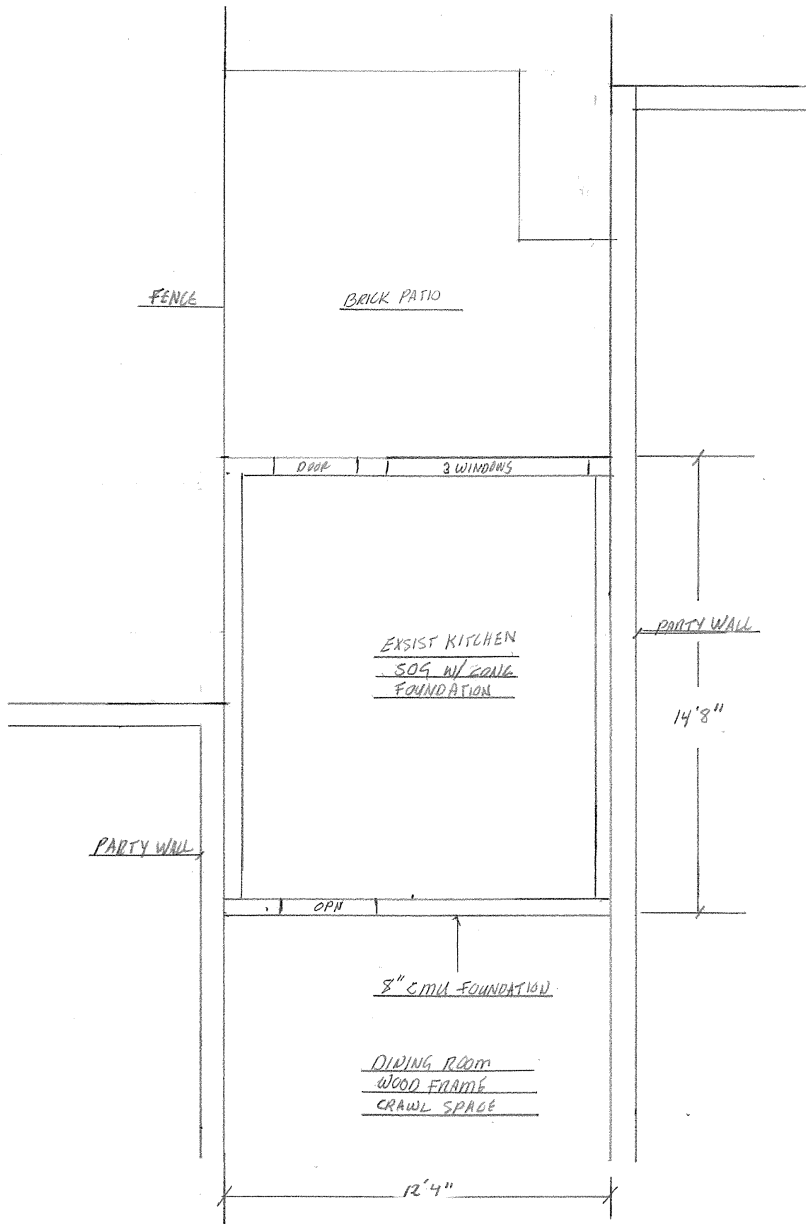 FENCE
BRICK PATIO
DOOR
3 WINDOWS
EXSIST KITCHEN
SOG W/ CONC
FOUNDATION
PARTY WALL
14'8"
PARTY WALL
OPN
8" CMU FOUNDATION
DINING ROOM
WOOD FRAME
CRAWL SPACE
12'4"